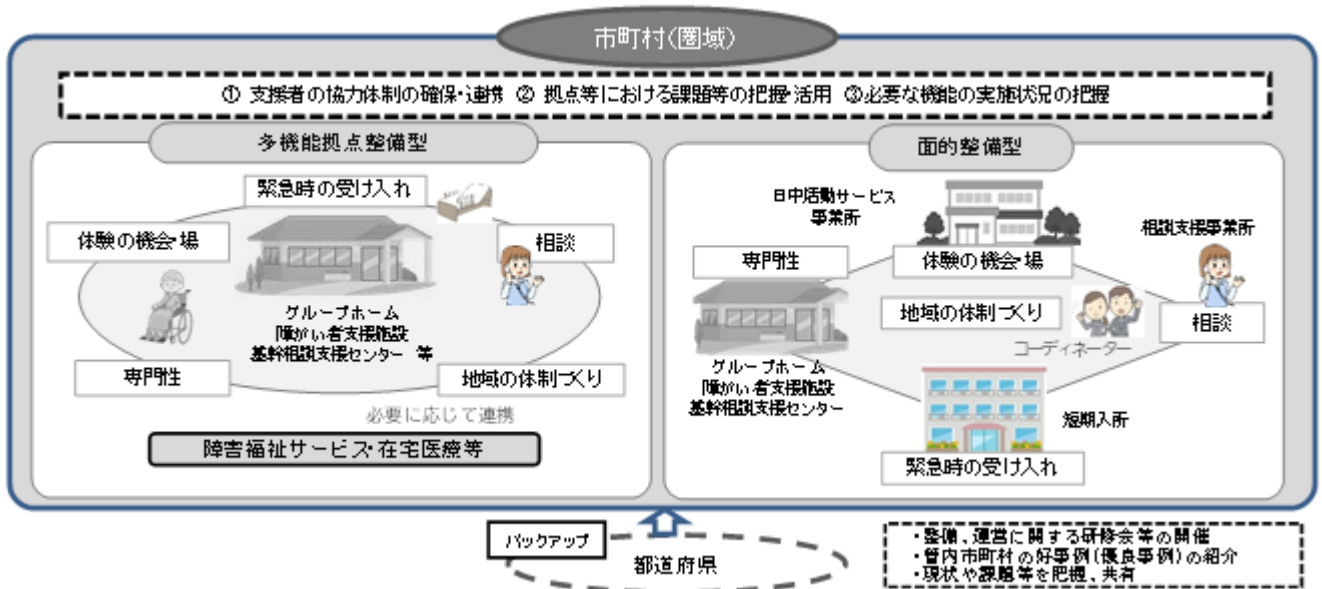 市町村(圏域)
① 支援者の協力体制の確保・連携 ② 拠点等における課題等の把握・活用 ③必要な機能の実施状況の把握
多機能拠点整備型
緊急時の受け入れ
体験の機会・場
相談
グループホーム
障がい者支援施設
基幹相談支援センター 等
専門性
地域の体制づくり
必要に応じて連携
障害福祉サービス・在宅医療等
面的整備型
日中活動サービス
事業所
相談支援事業所
専門性
体験の機会・場
地域の体制づくり
相談
コーディネーター
グループホーム
障がい者支援施設
基幹相談支援センター
短期入所
緊急時の受け入れ
バックアップ
都道府県
・整備、運営に関する研修会等の開催
・管内市町村の好事例(優良事例)の紹介
・現状や課題等を把握、共有